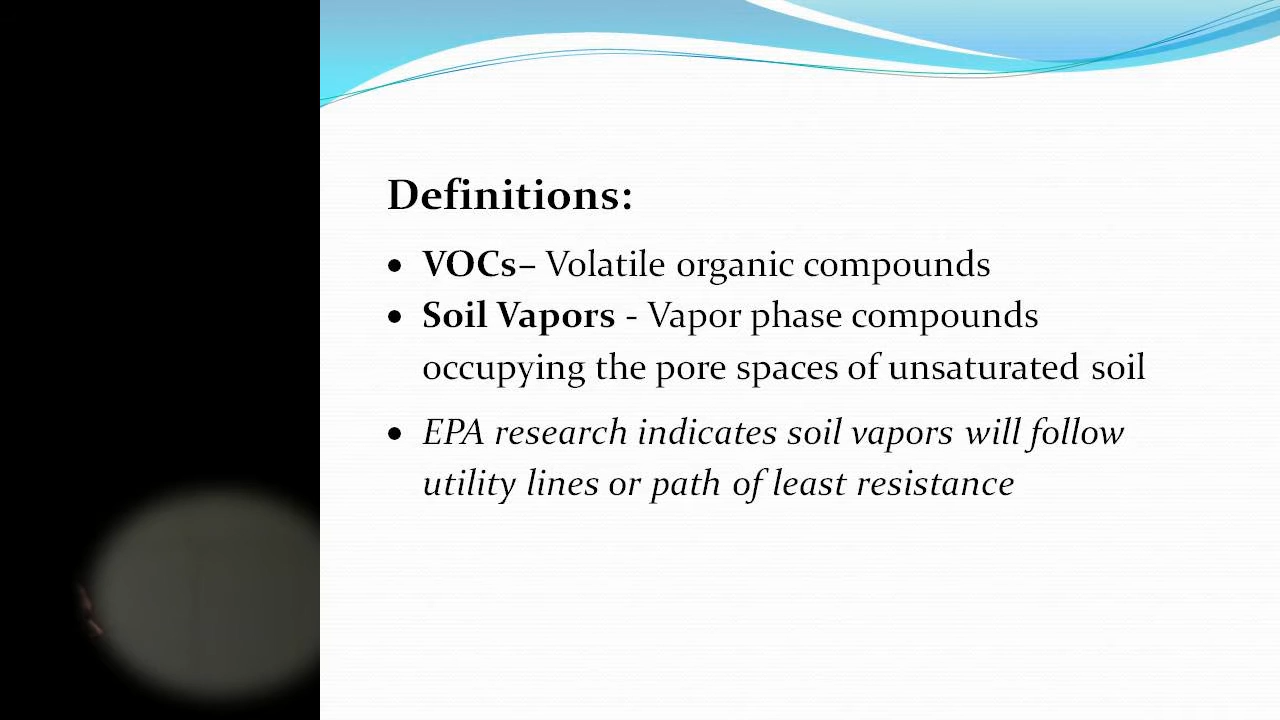 Definitions:
• VOCs– Volatile organic compounds
• Soil Vapors - Vapor phase compounds
occupying the pore spaces of unsaturated soil
• EPA research indicates soil vapors will follow
utility lines or path of least resistance